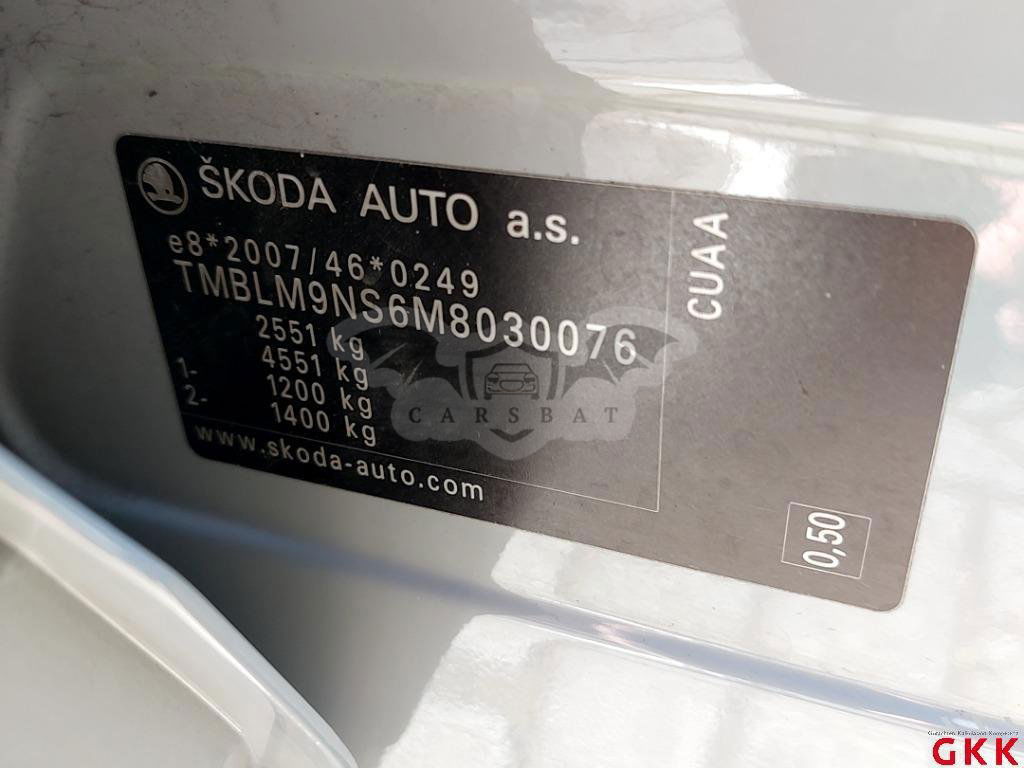 ŠKODA AUTO a.s.
e8*2007/46*0249
TMBLM9NS6M8030076
2551 kg
4551 kg
1- 1200 kg
2- 1400 kg
www.skoda-auto.com
CUAA
0,50
CARSBAT
GKK